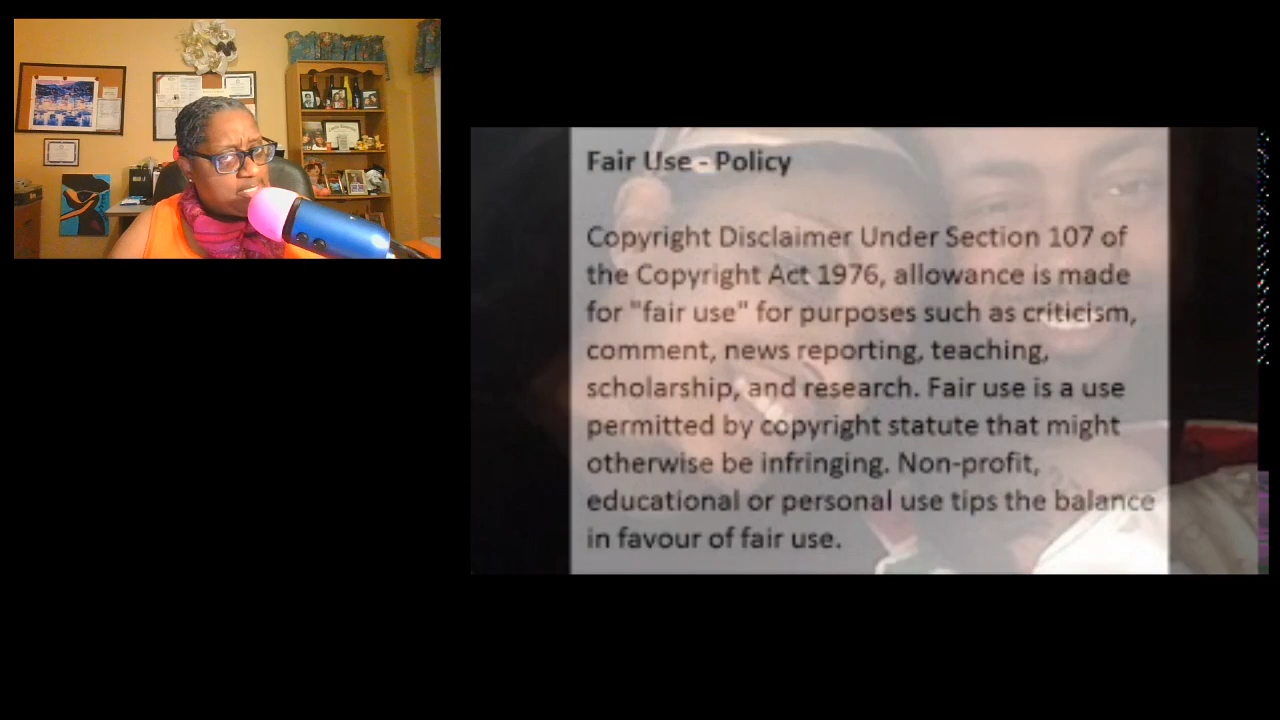 Fair Use - Policy
Copyright Disclaimer Under Section 107 of
the Copyright Act 1976, allowance is made
for "fair use" for purposes such as criticism,
comment, news reporting, teaching,
scholarship, and research. Fair use is a use
permitted by copyright statute that might
otherwise be infringing. Non-profit,
educational or personal use tips the balance
in favour of fair use.